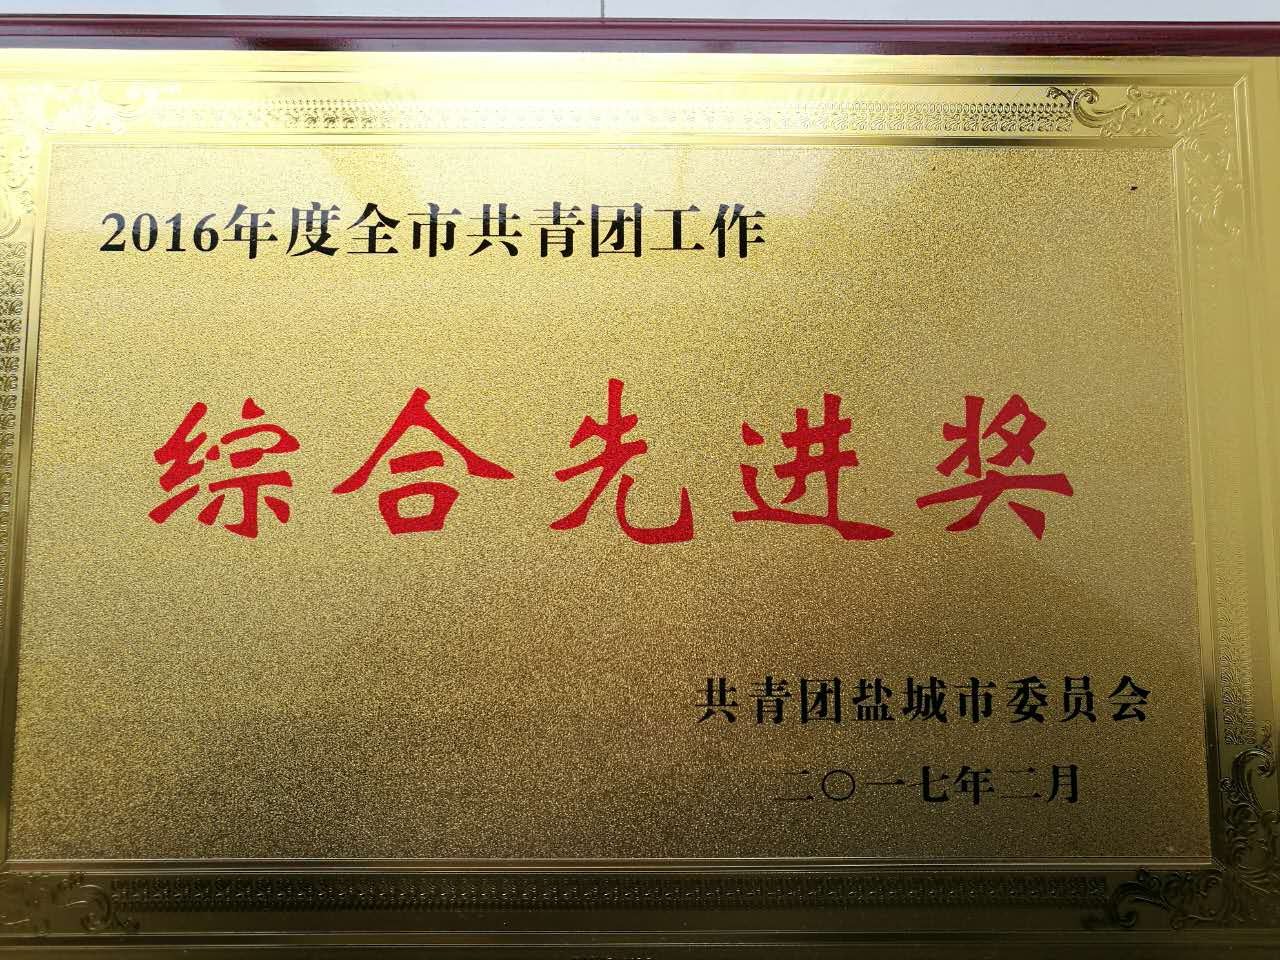 2016年度全市共青团工作
综合先进奖
共青团盐城市委员会
二〇一七年二月